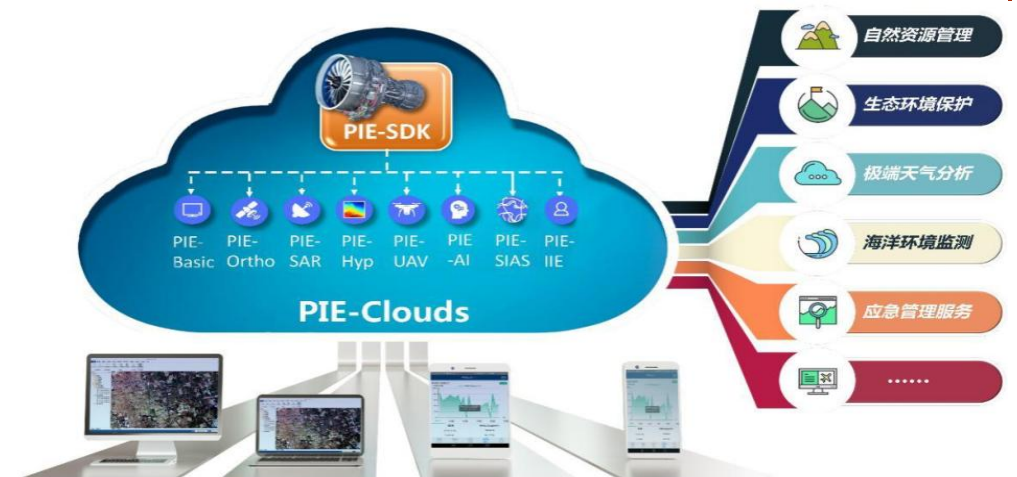 PIE-SDK
PIE-
Basic
PIE-
Ortho
PIE-
SAR
PIE-
Hyp
PIE-
UAV
PIE
-AI
PIE-
SIAS
PIE-
IIE
PIE-Clouds
自然资源管理
生态环境保护
极端天气分析
海洋环境监测
应急管理服务
……